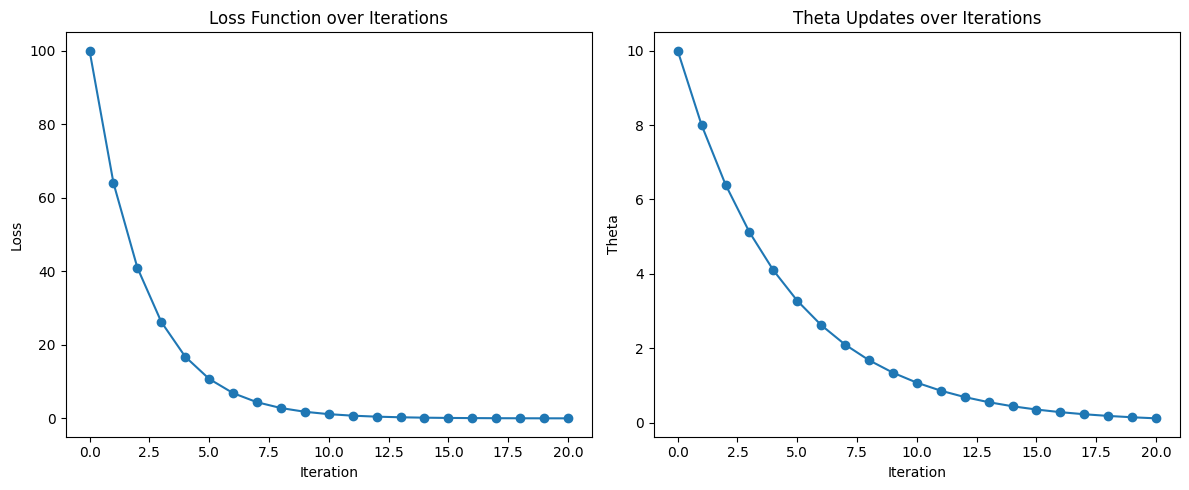 Loss Function over Iterations
100
80
60
40
20
0
Loss
0.0 2.5 5.0 7.5 10.0 12.5 15.0 17.5 20.0
Iteration
Theta Updates over Iterations
10
8
6
4
2
0
Theta
0.0 2.5 5.0 7.5 10.0 12.5 15.0 17.5 20.0
Iteration